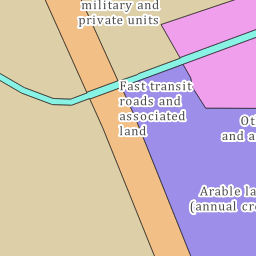 military and
private units
Fast transit
roads and
associated
land
Ot
and a
Arable la
(annual cr